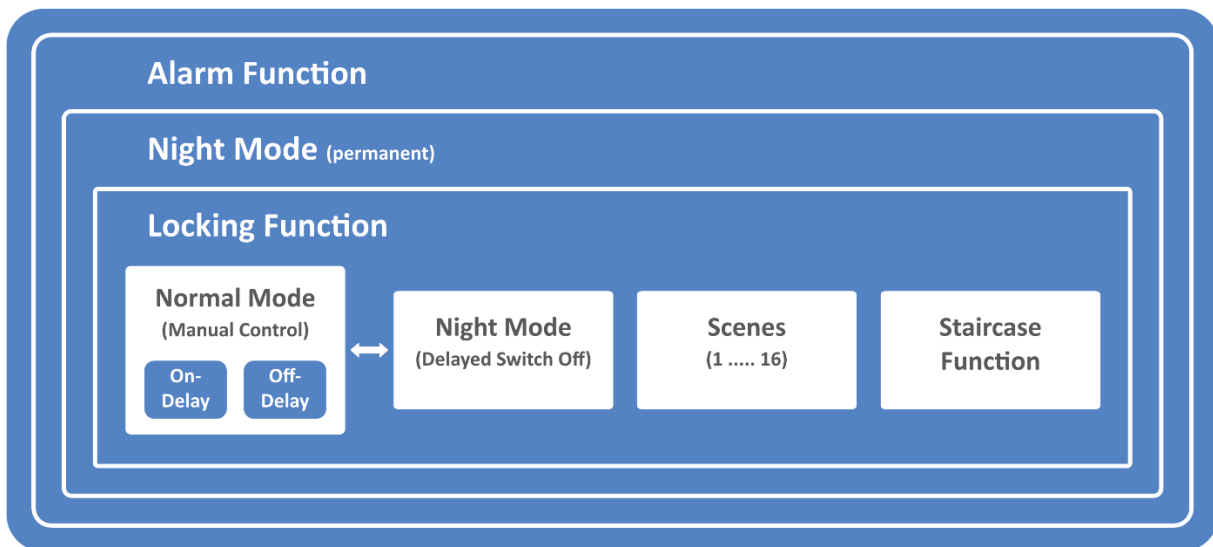 Alarm Function
Night Mode (permanent)
Locking Function
Normal Mode
(Manual Control)
On-
Delay
Off-
Delay
Night Mode
(Delayed Switch Off)
Scenes
(1 ..... 16)
Staircase
Function